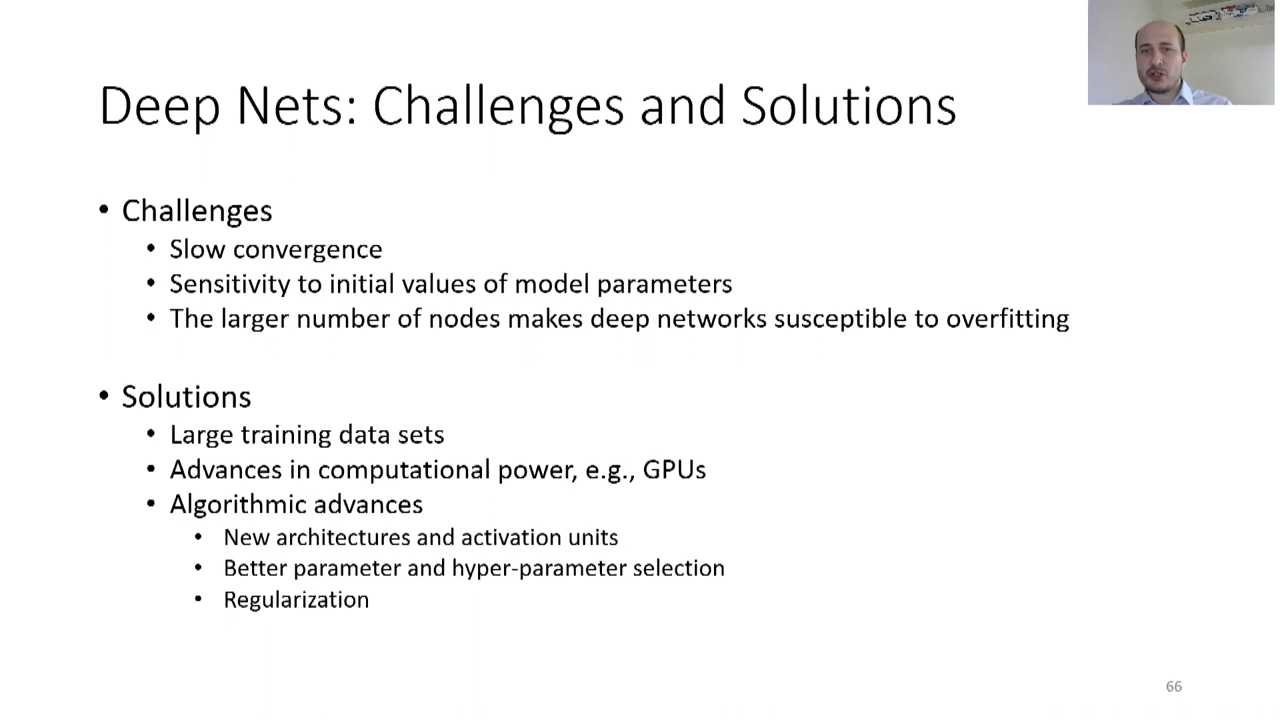 Deep Nets: Challenges and Solutions
• Challenges
• Slow convergence
• Sensitivity to initial values of model parameters
• The larger number of nodes makes deep networks susceptible to overfitting
• Solutions
• Large training data sets
• Advances in computational power, e.g., GPUs
• Algorithmic advances
• New architectures and activation units
• Better parameter and hyper-parameter selection
• Regularization
66